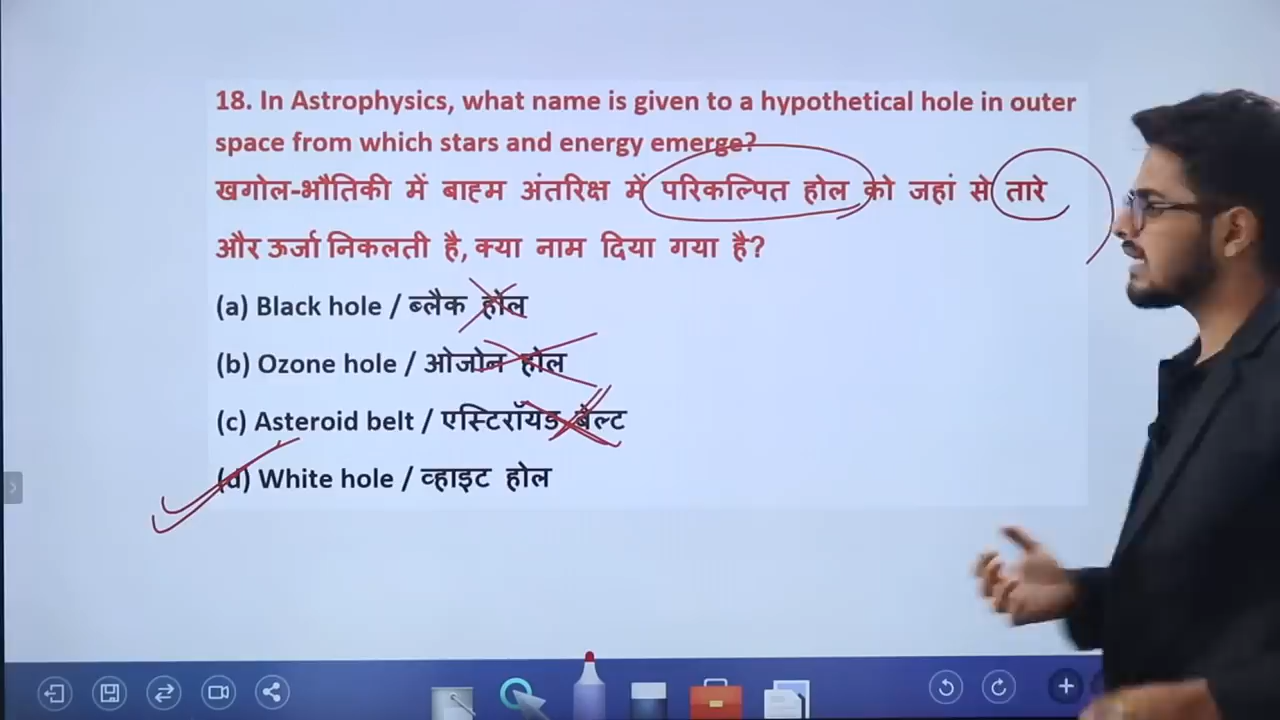 18. In Astrophysics, what name is given to a hypothetical hole in outer
space from which stars and energy emerge?
खगोल-भौतिकी में बाह्म अंतरिक्ष में परिकल्पित होल को जहां से तारे
और ऊर्जा निकलती है, क्या नाम दिया गया है?
(a) Black hole / ब्लैक होल
(b) Ozone hole / ओजोन होल
(c) Asteroid belt / एस्टिरॉयड बेल्ट
(d) White hole / व्हाइट होल